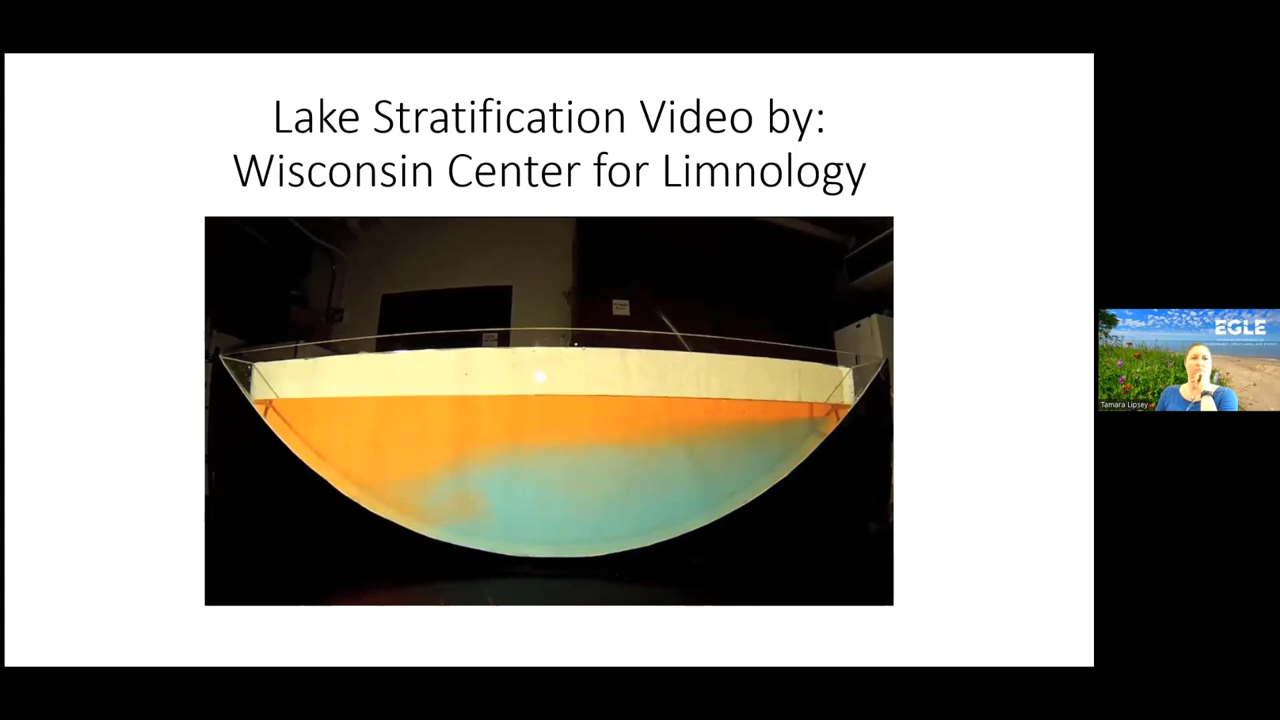 Lake Stratification Video by:
Wisconsin Center for Limnology
EGLE
Tamara Lipsey